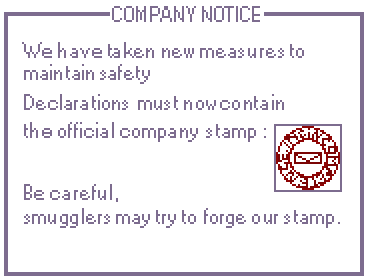 COMPANY NOTICE
We have taken new measures to
maintain safety
Declarations must now contain
the official company stamp :
Be careful,
smugglers may try to forge our stamp.